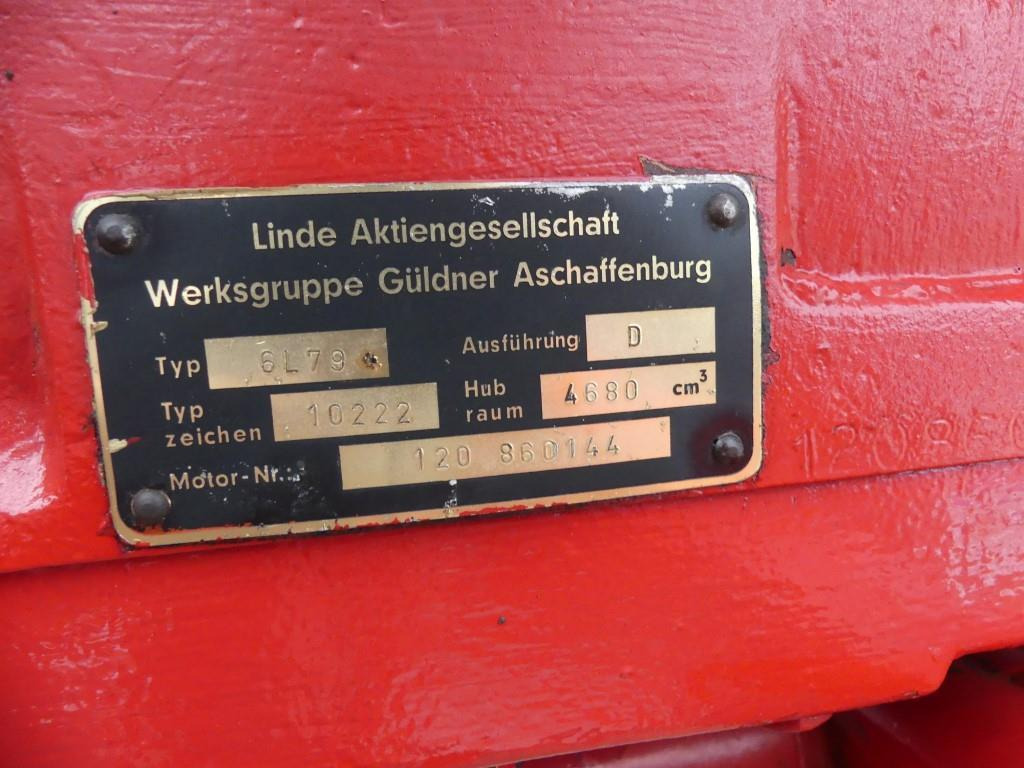 Linde Aktiengesellschaft
Werksgruppe Güldner Aschaffenburg
Typ 6L79 Ausführung D
Typ zeichen 10222 Hub raum 4680 cm³
Motor-Nr.: 120 860144